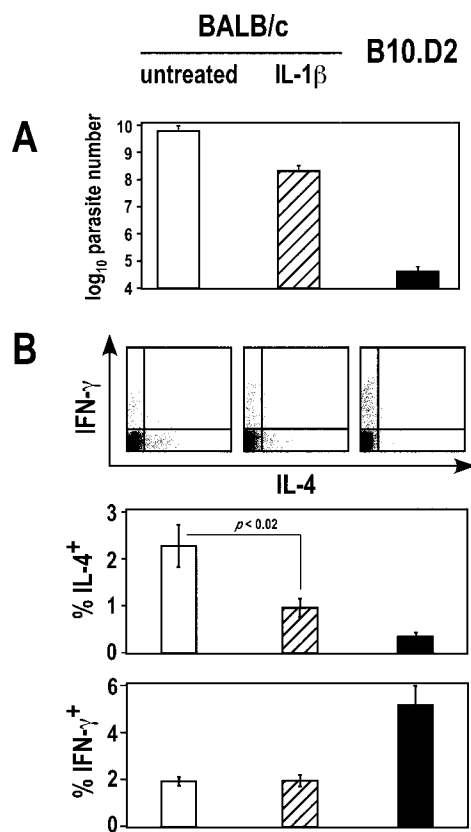 BALB/c
B10.D2
untreated IL-1β
A
log10 parasite number
10
9
8
7
6
5
4
B
IFN-γ
IL-4
% IL-4+
3
2
1
0
p < 0.02
% IFN-γ+
6
4
2
0